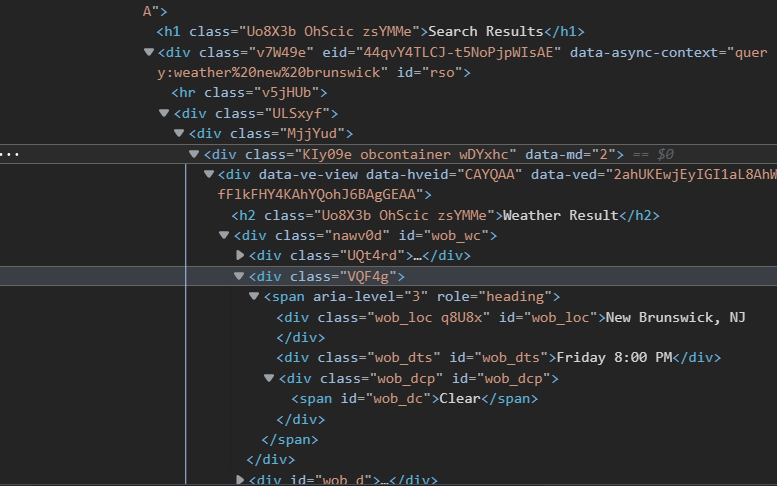 A">
<h1 class="Uo8X3b OhScic zsYMMe">Search Results</h1>
<div class="v7W49e" eid="44qvY4TLCJ-t5NoPjpWIsAE" data-async-context="quer
y:weather%20new%20brunswick" id="rso">
<hr class="v5jHUb">
<div class="ULSxyf">
<div class="MjjYud">
<div class="KIy09e obcontainer wDYxhc" data-md="2"> == $0
<div data-ve-view data-hveid="CAYQAA" data-ved="2ahUKEwjEyIGI1aL8AhW
fFlkFHY4KAhYQohJ6BAgGEAA">
<h2 class="Uo8X3b OhScic zsYMMe">Weather Result</h2>
<div class="nawv0d" id="wob_wc">
<div class="UQt4rd">…</div>
<div class="VQF4g">
<span aria-level="3" role="heading">
<div class="wob_loc q8U8x" id="wob_loc">New Brunswick, NJ
</div>
<div class="wob_dts" id="wob_dts">Friday 8:00 PM</div>
<div class="wob_dcp" id="wob_dcp">
<span id="wob_dc">Clear</span>
</div>
</span>
</div>
<div id="wob_d">…</div>